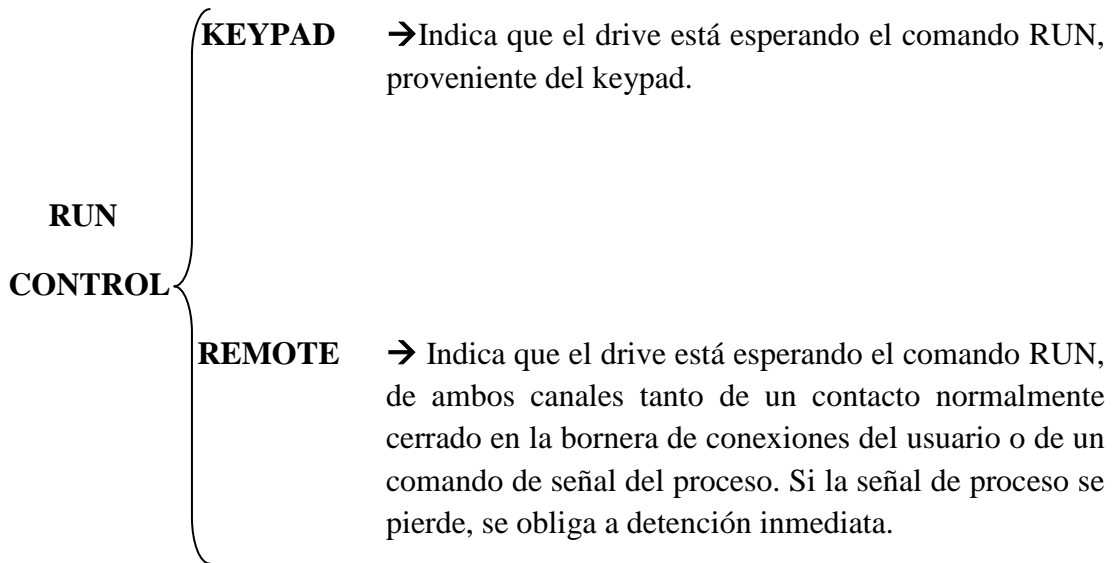 KEYPAD →Indica que el drive está esperando el comando RUN,
proveniente del keypad.
RUN
CONTROL
REMOTE → Indica que el drive está esperando el comando RUN,
de ambos canales tanto de un contacto normalmente
cerrado en la bornera de conexiones del usuario o de un
comando de señal del proceso. Si la señal de proceso se
pierde, se obliga a detención inmediata.